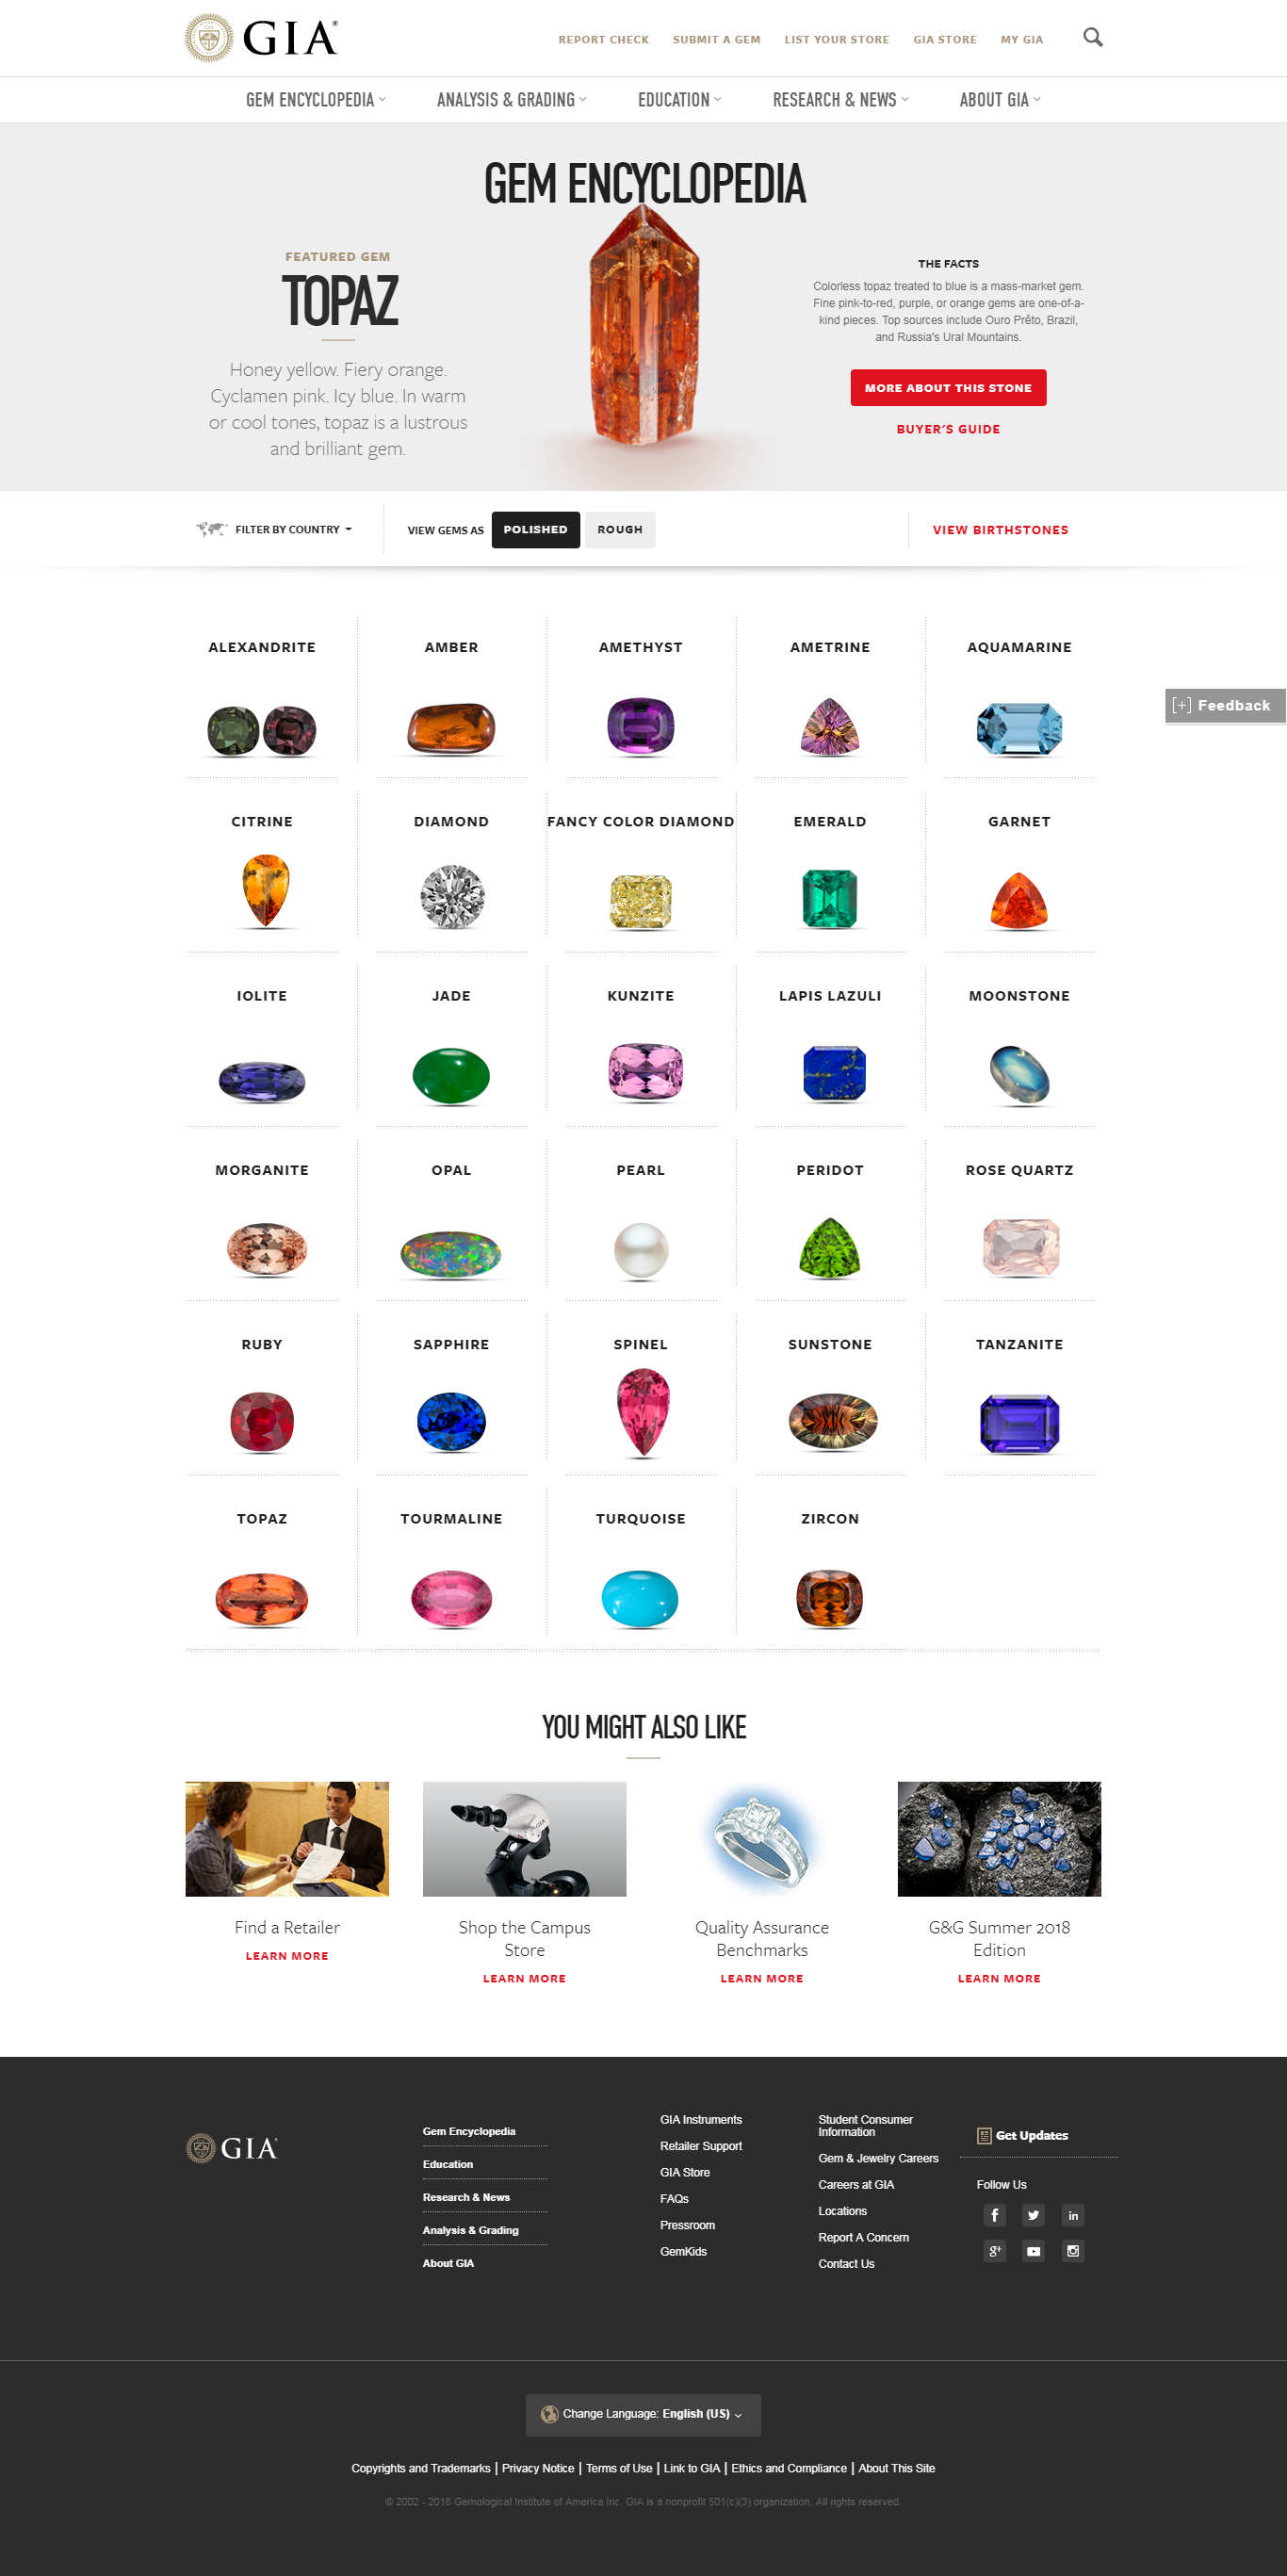 GIA®
REPORT CHECK SUBMIT A GEM LIST YOUR STORE GIA STORE MY GIA
GEM ENCYCLOPEDIA ANALYSIS & GRADING EDUCATION RESEARCH & NEWS ABOUT GIA
GEM ENCYCLOPEDIA
FEATURED GEM
TOPAZ
Honey yellow. Fiery orange.
Cyclamen pink. Icy blue. In warm
or cool tones, topaz is a lustrous
and brilliant gem.
THE FACTS
Colorless topaz treated to blue is a mass-market gem.
Fine pink-to-red, purple, or orange gems are one-of-a-
kind pieces. Top sources include Ouro Prêto, Brazil,
and Russia's Ural Mountains.
MORE ABOUT THIS STONE
BUYER'S GUIDE
FILTER BY COUNTRY
VIEW GEMS AS POLISHED ROUGH
VIEW BIRTHSTONES
[+] Feedback
ALEXANDRITE AMBER AMETHYST AMETRINE AQUAMARINE
CITRINE DIAMOND FANCY COLOR DIAMOND EMERALD GARNET
IOLITE JADE KUNZITE LAPIS LAZULI MOONSTONE
MORGANITE OPAL PEARL PERIDOT ROSE QUARTZ
RUBY SAPPHIRE SPINEL SUNSTONE TANZANITE
TOPAZ TOURMALINE TURQUOISE ZIRCON
YOU MIGHT ALSO LIKE
GIA
Find a Retailer
LEARN MORE
Shop the Campus
Store
LEARN MORE
Quality Assurance
Benchmarks
LEARN MORE
G&G Summer 2018
Edition
LEARN MORE
GIA
Gem Encyclopedia
Education
Research & News
Analysis & Grading
About GIA
GIA Instruments
Retailer Support
GIA Store
FAQs
Pressroom
GemKids
Student Consumer
Information
Gem & Jewelry Careers
Careers at GIA
Locations
Report A Concern
Contact Us
Get Updates
Follow Us
f
in
g+
Change Language: English (US)
Copyrights and Trademarks | Privacy Notice | Terms of Use | Link to GIA | Ethics and Compliance | About This Site
© 2002 - 2018 Gemological Institute of America Inc. GIA is a nonprofit 501(c)(3) organization. All rights reserved.